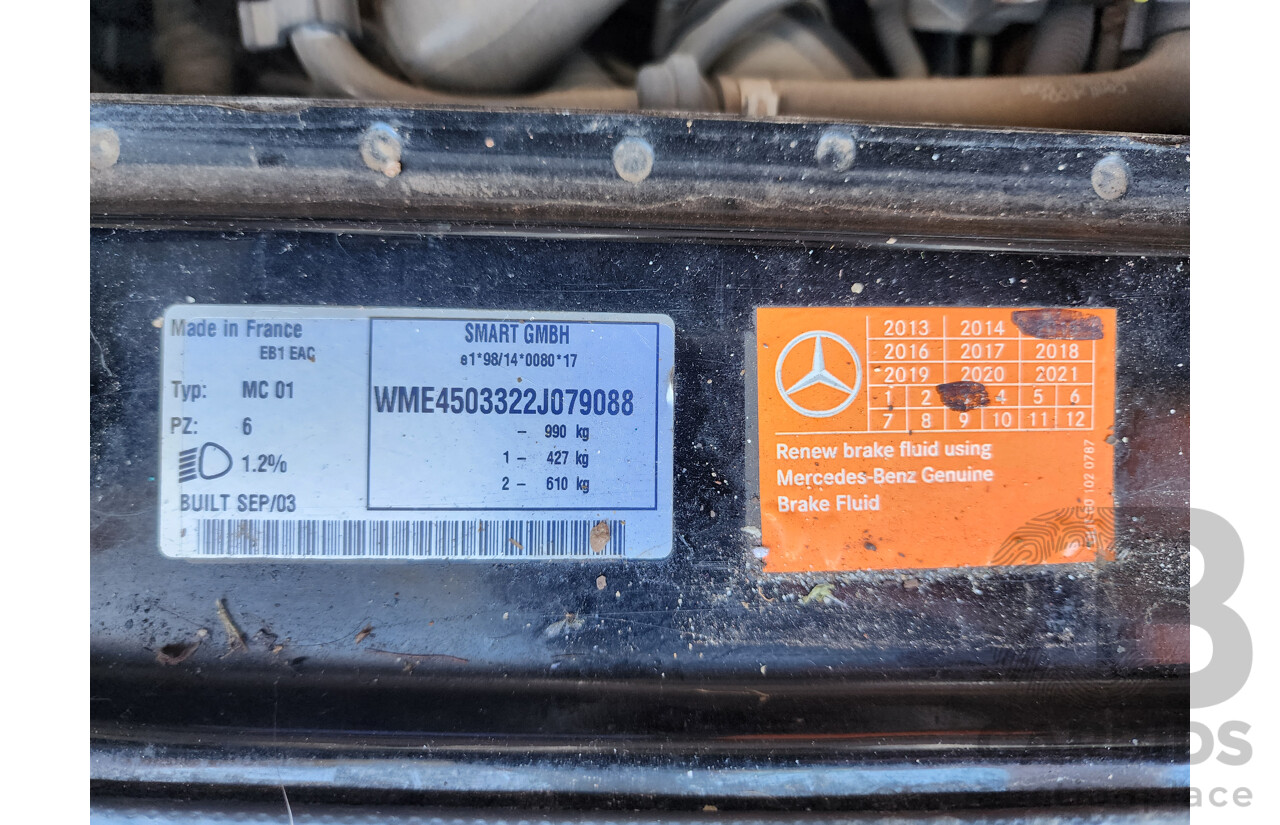 Made in France
EB1 EAC
Typ: MC 01
PZ: 6
1.2%
BUILT SEP/03
SMART GMBH
e1*98/14*0080*17
WME4503322J079088
– 990 kg
1 – 427 kg
2 – 610 kg
2013 2014
2016 2017 2018
2019 2020 2021
1 2 4 5 6
7 8 9 10 11 12
Renew brake fluid using
Mercedes-Benz Genuine
Brake Fluid
102 0787